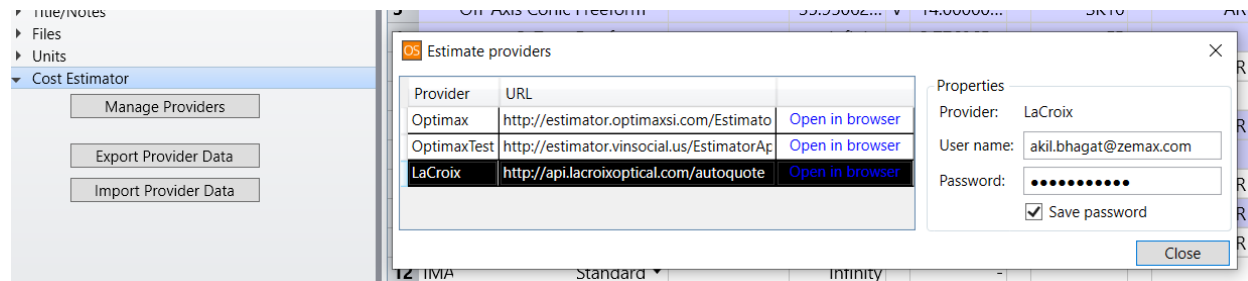 Title/Notes
Files
Units
Cost Estimator
Manage Providers
Export Provider Data
Import Provider Data
Off-Axis Conic Freeform
V
OS Estimate providers
Provider URL
Optimax http://estimator.optimaxsi.com/Estimato Open in browser
OptimaxTest http://estimator.vinsocial.us/EstimatorAp Open in browser
LaCroix http://api.lacroixoptical.com/autoquote Open in browser
Properties
Provider: LaCroix
User name: akil.bhagat@zemax.com
Password: ●●●●●●●●●●●
Save password
Close
12 IMA Standard Infinity -